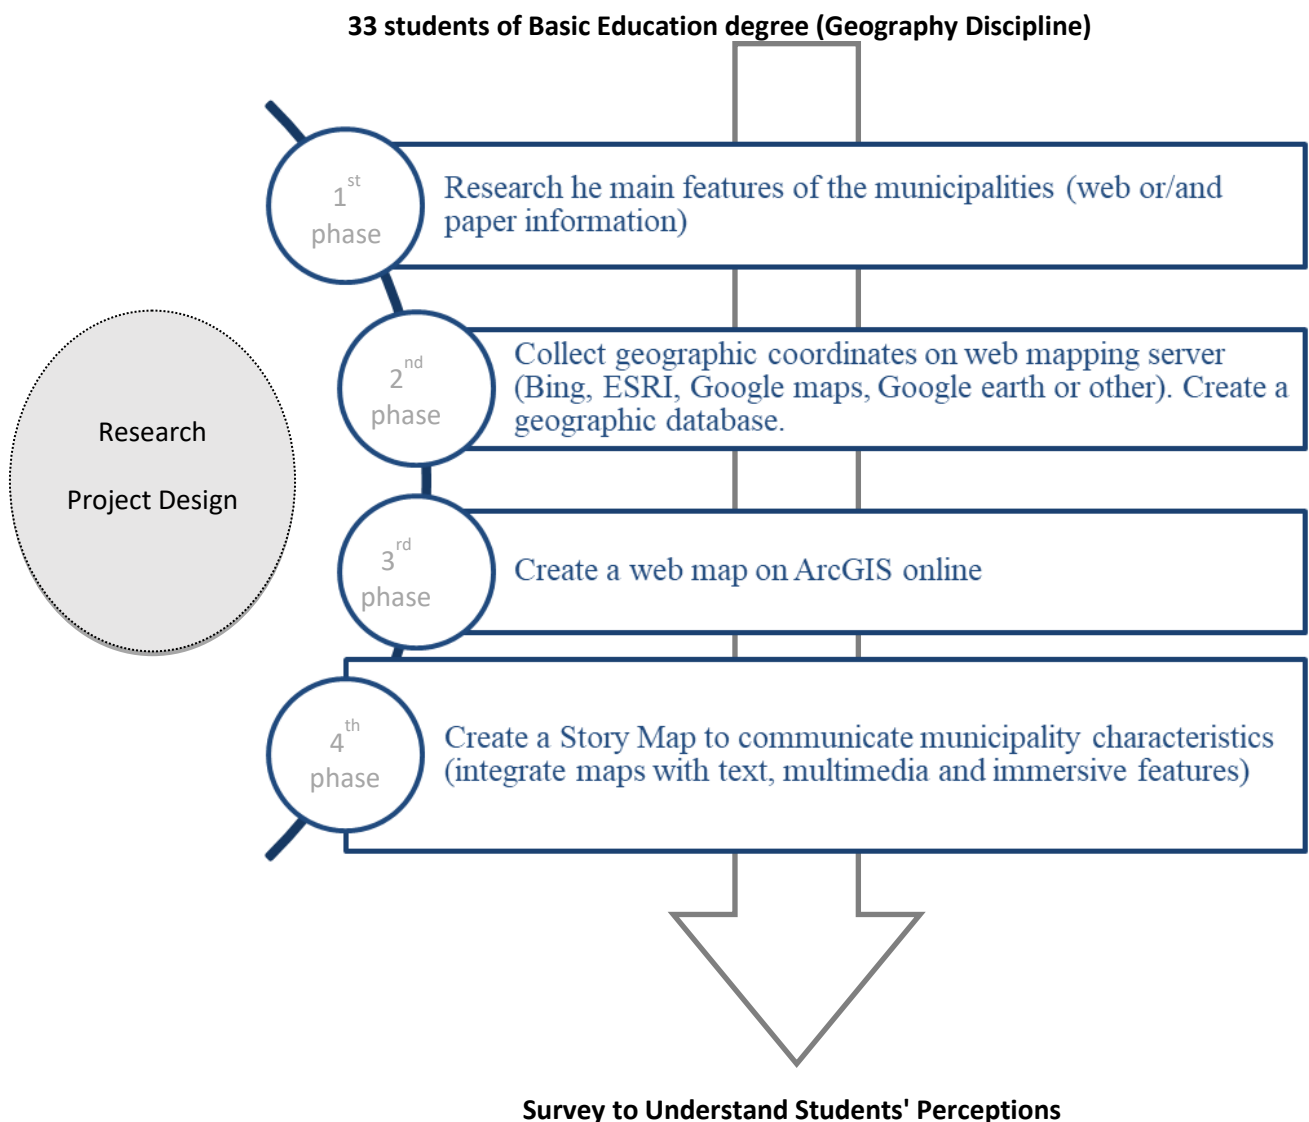 33 students of Basic Education degree (Geography Discipline)
1st
phase
Research he main features of the municipalities (web or/and
paper information)
2nd
phase
Collect geographic coordinates on web mapping server
(Bing, ESRI, Google maps, Google earth or other). Create a
geographic database.
Research
Project Design
3rd
phase
Create a web map on ArcGIS online
4th
phase
Create a Story Map to communicate municipality characteristics
(integrate maps with text, multimedia and immersive features)
Survey to Understand Students' Perceptions